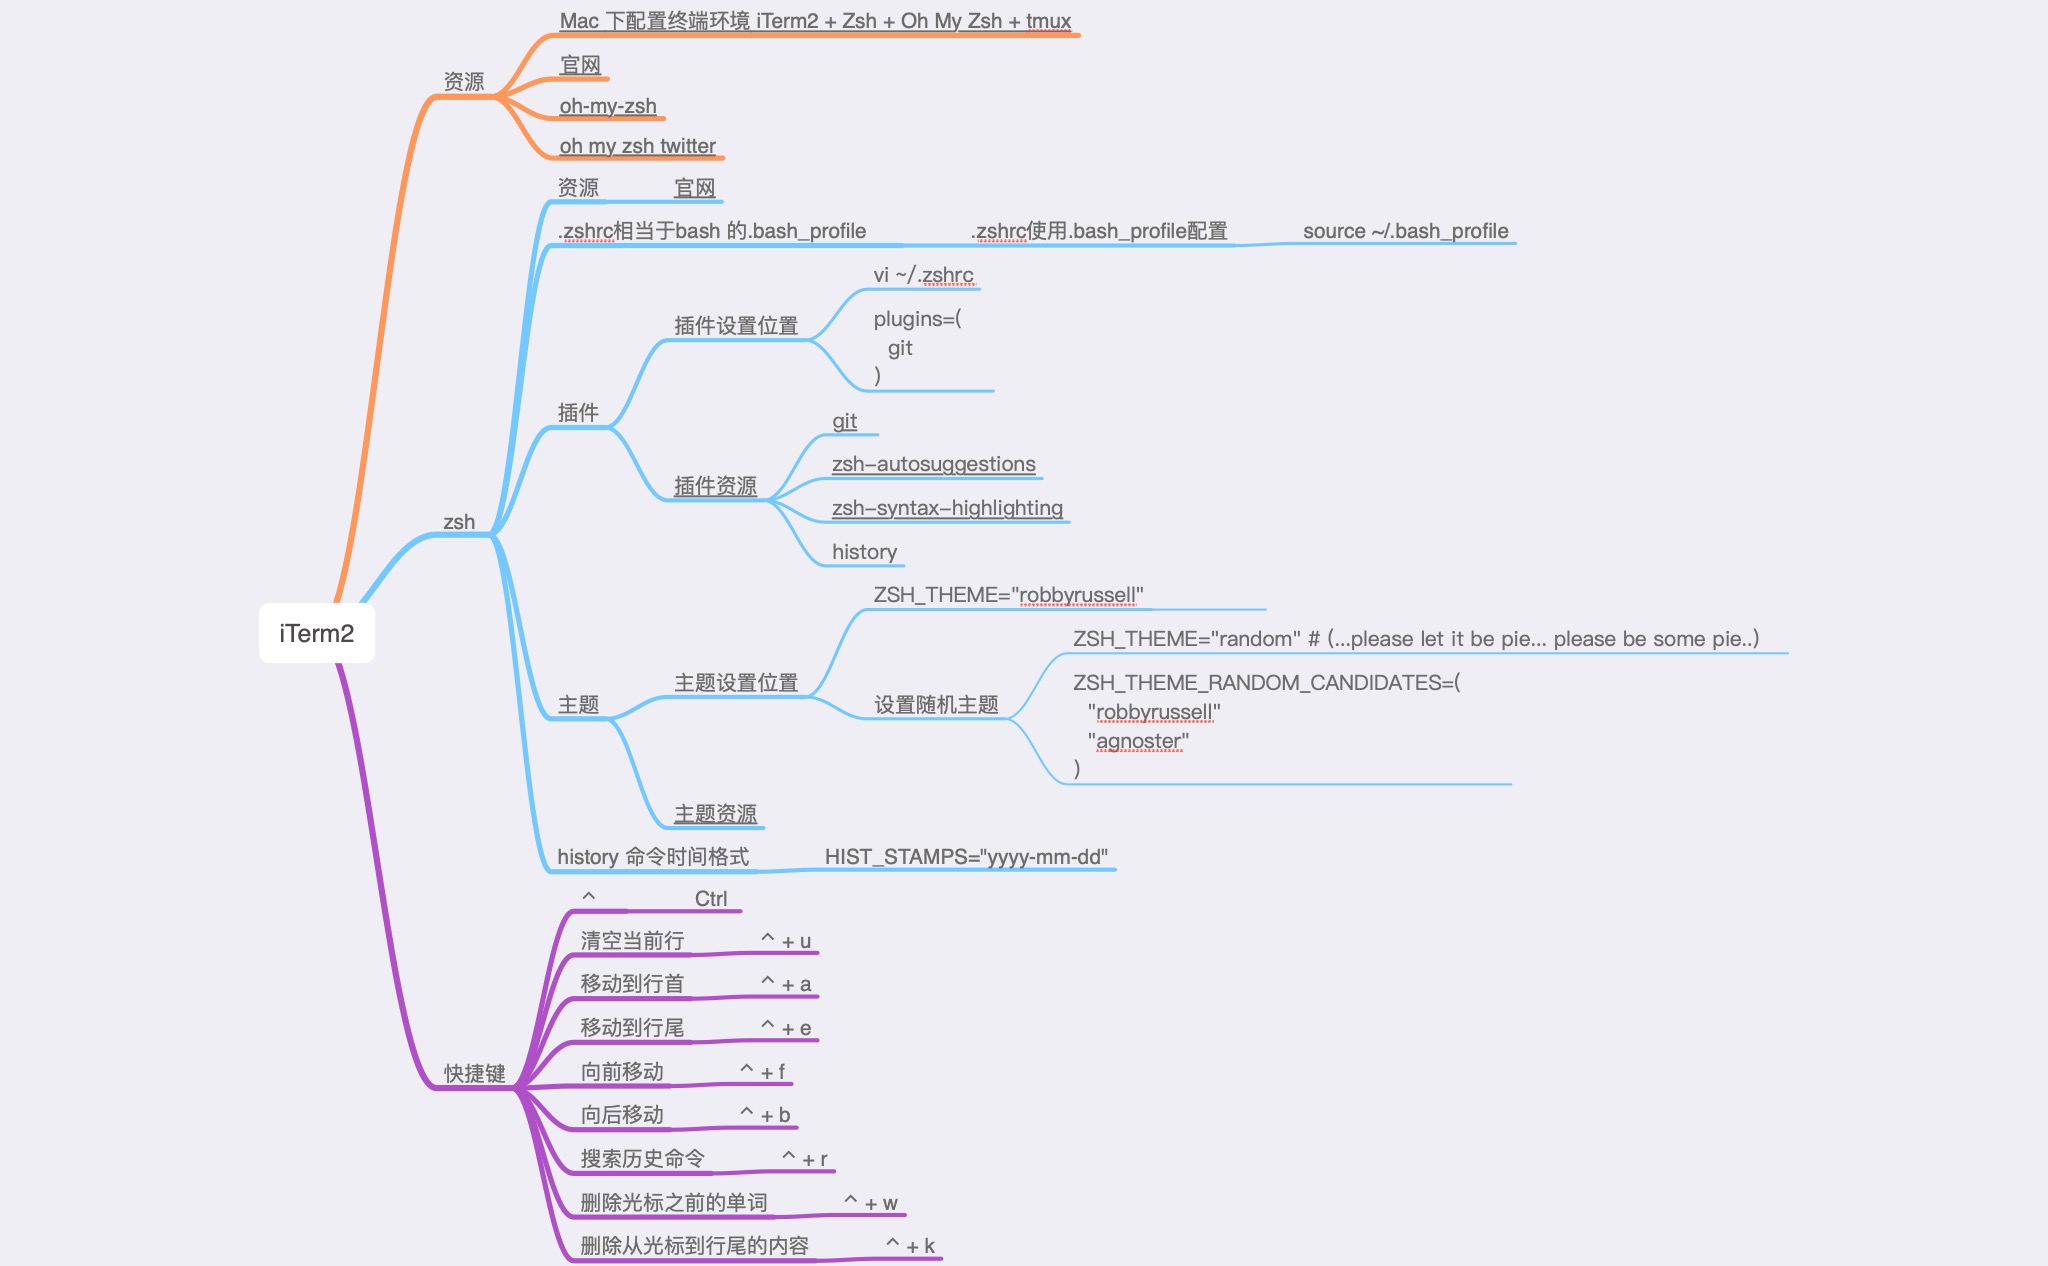 Mac 下配置终端环境 iTerm2 + Zsh + Oh My Zsh + tmux
官网
资源
oh-my-zsh
oh my zsh twitter
资源 官网
.zshrc相当于bash 的.bash_profile .zshrc使用.bash_profile配置 source ~/.bash_profile
vi ~/.zshrc
插件设置位置
plugins=(
git
)
插件
git
zsh-autosuggestions
插件资源
zsh-syntax-highlighting
history
zsh
ZSH_THEME="robbyrussell"
iTerm2
主题设置位置
ZSH_THEME="random" # (...please let it be pie... please be some pie..)
设置随机主题
ZSH_THEME_RANDOM_CANDIDATES=(
"robbyrussell"
"agnoster"
)
主题
主题资源
history 命令时间格式 HIST_STAMPS="yyyy-mm-dd"
^ Ctrl
清空当前行 ^ + u
移动到行首 ^ + a
移动到行尾 ^ + e
快捷键
向前移动 ^ + f
向后移动 ^ + b
搜索历史命令 ^ + r
删除光标之前的单词 ^ + w
删除从光标到行尾的内容 ^ + k